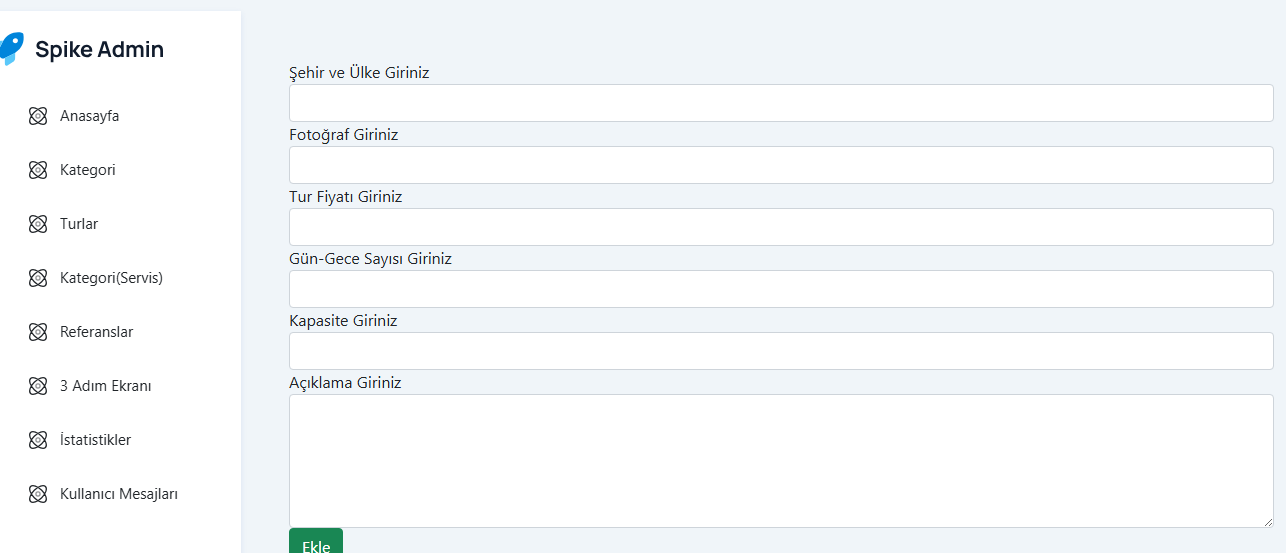 Spike Admin
Anasayfa
Kategori
Turlar
Kategori(Servis)
Referanslar
3 Adım Ekranı
İstatistikler
Kullanıcı Mesajları
Şehir ve Ülke Giriniz
Fotoğraf Giriniz
Tur Fiyatı Giriniz
Gün-Gece Sayısı Giriniz
Kapasite Giriniz
Açıklama Giriniz
Ekle